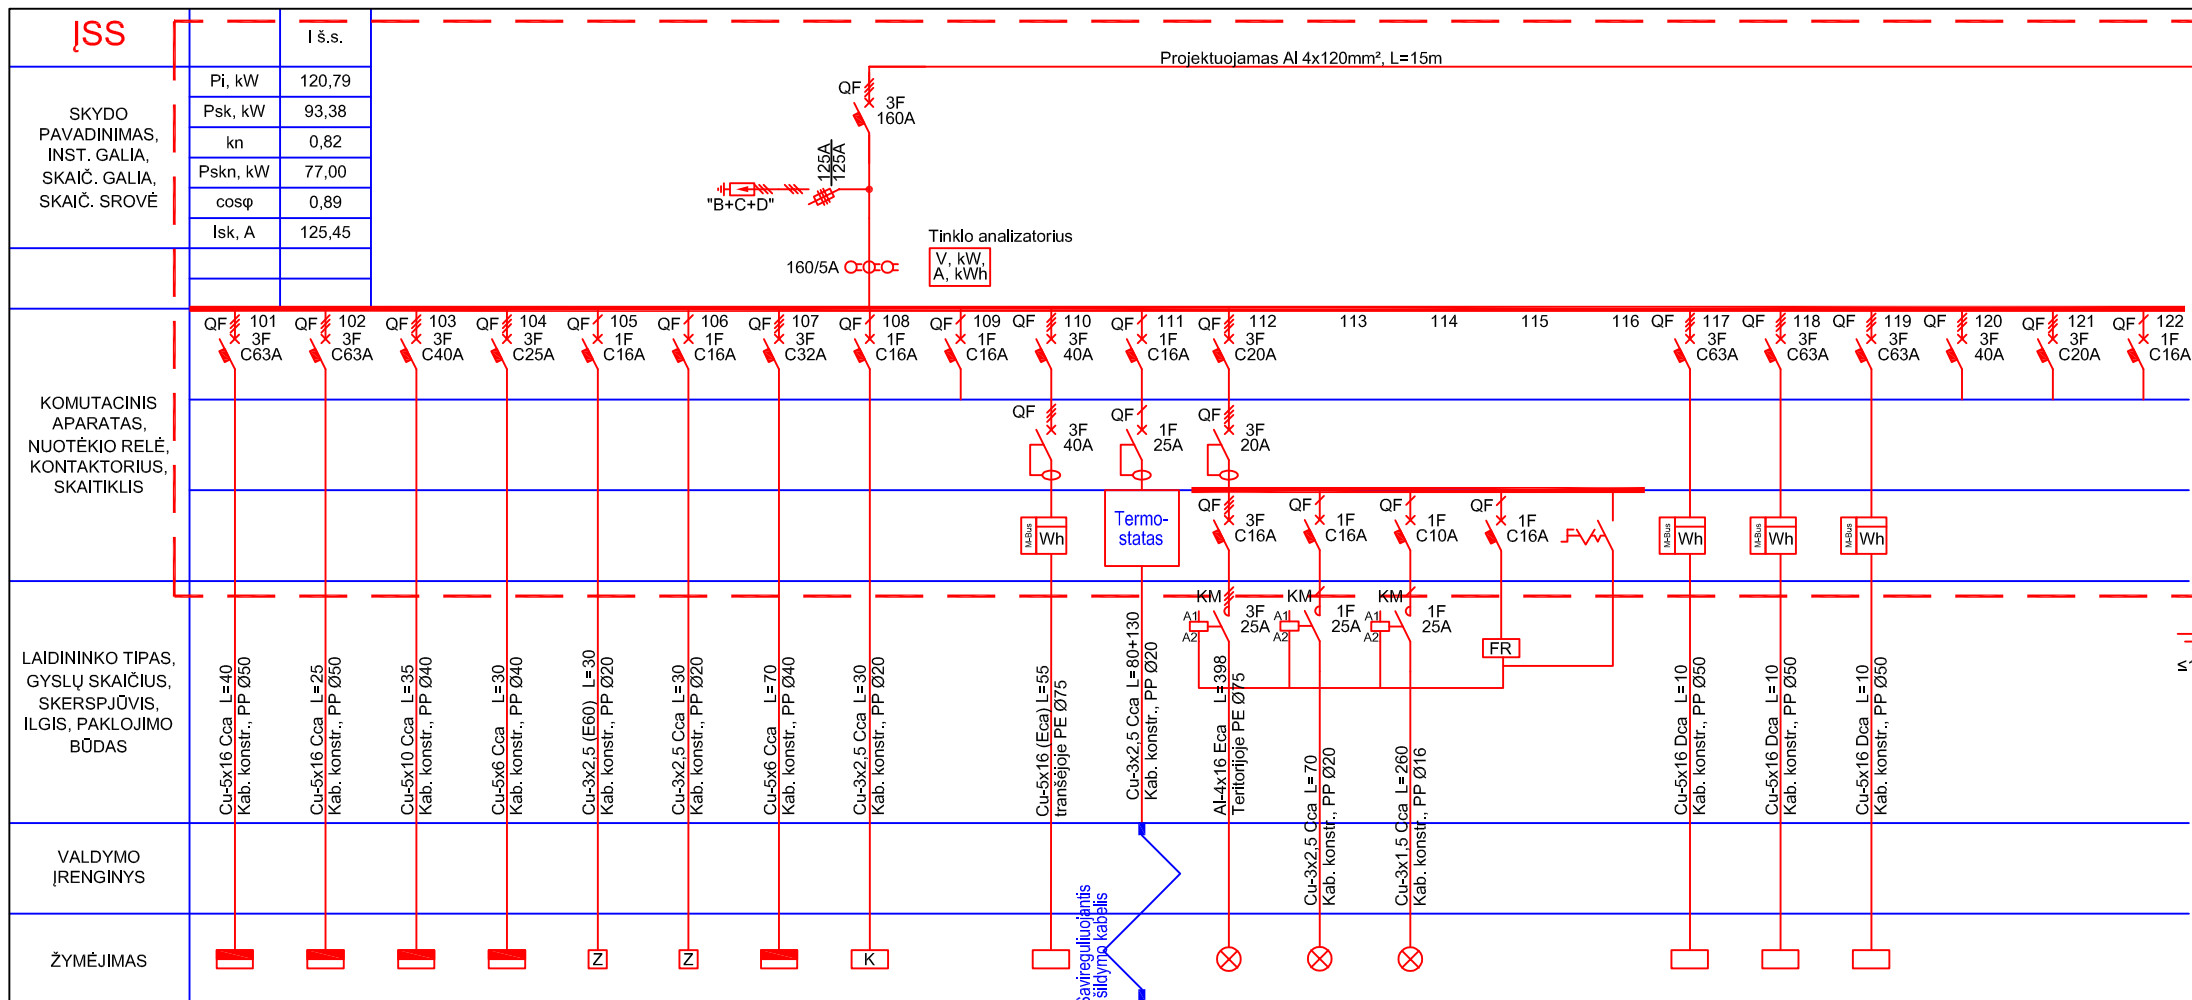 ĮSS
I š.s.
Pi, kW 120,79
Psk, kW 93,38
kn 0,82
Pskn, kW 77,00
cosφ 0,89
Isk, A 125,45
SKYDO
PAVADINIMAS,
INST. GALIA,
SKAIČ. GALIA,
SKAIČ. SROVĖ
Projektuojamas Al 4x120mm², L=15m
QF
3F
160A
125A
125A
"B+C+D"
160/5A
Tinklo analizatorius
V, kW,
A, kWh
KOMUTACINIS
APARATAS,
NUOTĖKIO RELĖ,
KONTAKTORIUS,
SKAITIKLIS
QF 101
3F
C63A
QF 102
3F
C63A
QF 103
3F
C40A
QF 104
3F
C25A
QF 105
1F
C16A
QF 106
1F
C16A
QF 107
3F
C32A
QF 108
1F
C16A
QF 109
1F
C16A
QF 110
3F
40A
QF 111
1F
C16A
QF 112
3F
C20A
113
114
115
116
QF 117
3F
C63A
QF 118
3F
C63A
QF 119
3F
C63A
QF 120
3F
40A
QF 121
3F
C20A
QF 122
1F
C16A
QF
3F
40A
QF
1F
25A
QF
3F
20A
M-Bus
Wh
Termo-
statas
QF
3F
C16A
QF
1F
C16A
QF
1F
C10A
QF
1F
C16A
M-Bus
Wh
M-Bus
Wh
M-Bus
Wh
KM
3F
25A
A1
A2
KM
1F
25A
A1
A2
KM
1F
25A
A1
A2
FR
LAIDININKO TIPAS,
GYSLŲ SKAIČIUS,
SKERSPJŪVIS,
ILGIS, PAKLOJIMO
BŪDAS
Cu-5x16 Cca L=40
Kab. konstr., PP Ø50
Cu-5x16 Cca L=25
Kab. konstr., PP Ø50
Cu-5x10 Cca L=35
Kab. konstr., PP Ø40
Cu-5x6 Cca L=30
Kab. konstr., PP Ø40
Cu-3x2,5 (E60) L=30
Kab. konstr., PP Ø20
Cu-3x2,5 Cca L=30
Kab. konstr., PP Ø20
Cu-5x6 Cca L=70
Kab. konstr., PP Ø40
Cu-3x2,5 Cca L=30
Kab. konstr., PP Ø20
Cu-5x16 (Eca) L=55
tranšėjoje PE Ø75
Cu-3x2,5 Cca L=80+130
Kab. konstr., PP Ø20
Al-4x16 Eca L=398
Teritorijoje PE Ø75
Cu-3x2,5 Cca L=70
Kab. konstr., PP Ø20
Cu-3x1,5 Cca L=260
Kab. konstr., PP Ø16
Cu-5x16 Dca L=10
Kab. konstr., PP Ø50
Cu-5x16 Dca L=10
Kab. konstr., PP Ø50
Cu-5x16 Dca L=10
Kab. konstr., PP Ø50
VALDYMO
ĮRENGINYS
Savireguliuojantis
šildymo kabelis
ŽYMĖJIMAS
Z
Z
K